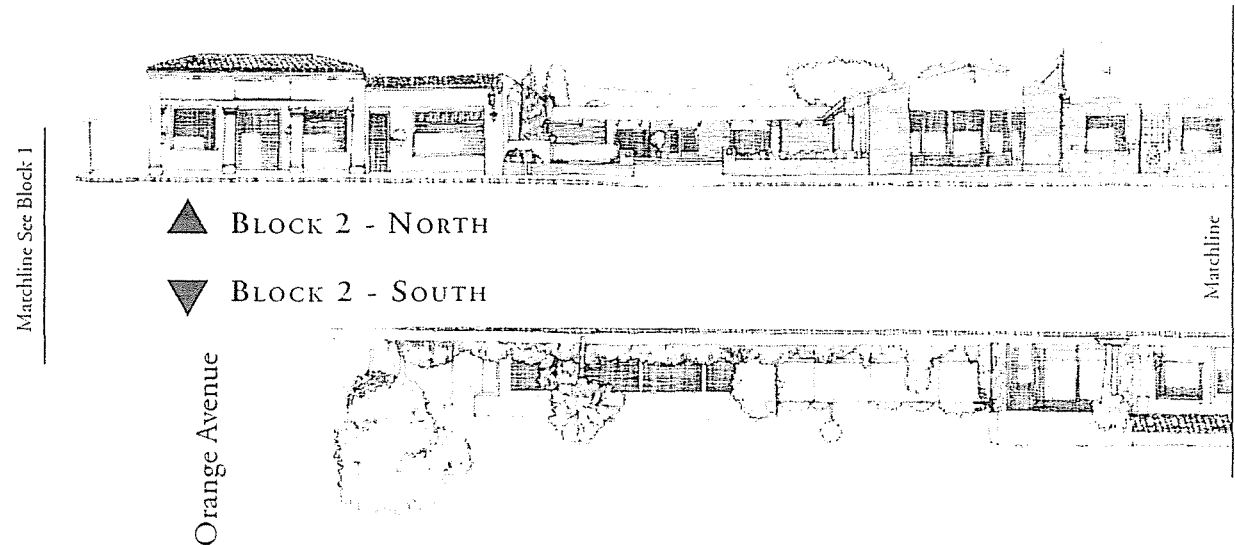 Matchline See Block 1
BLOCK 2 - NORTH
BLOCK 2 - SOUTH
Orange Avenue
Matchline